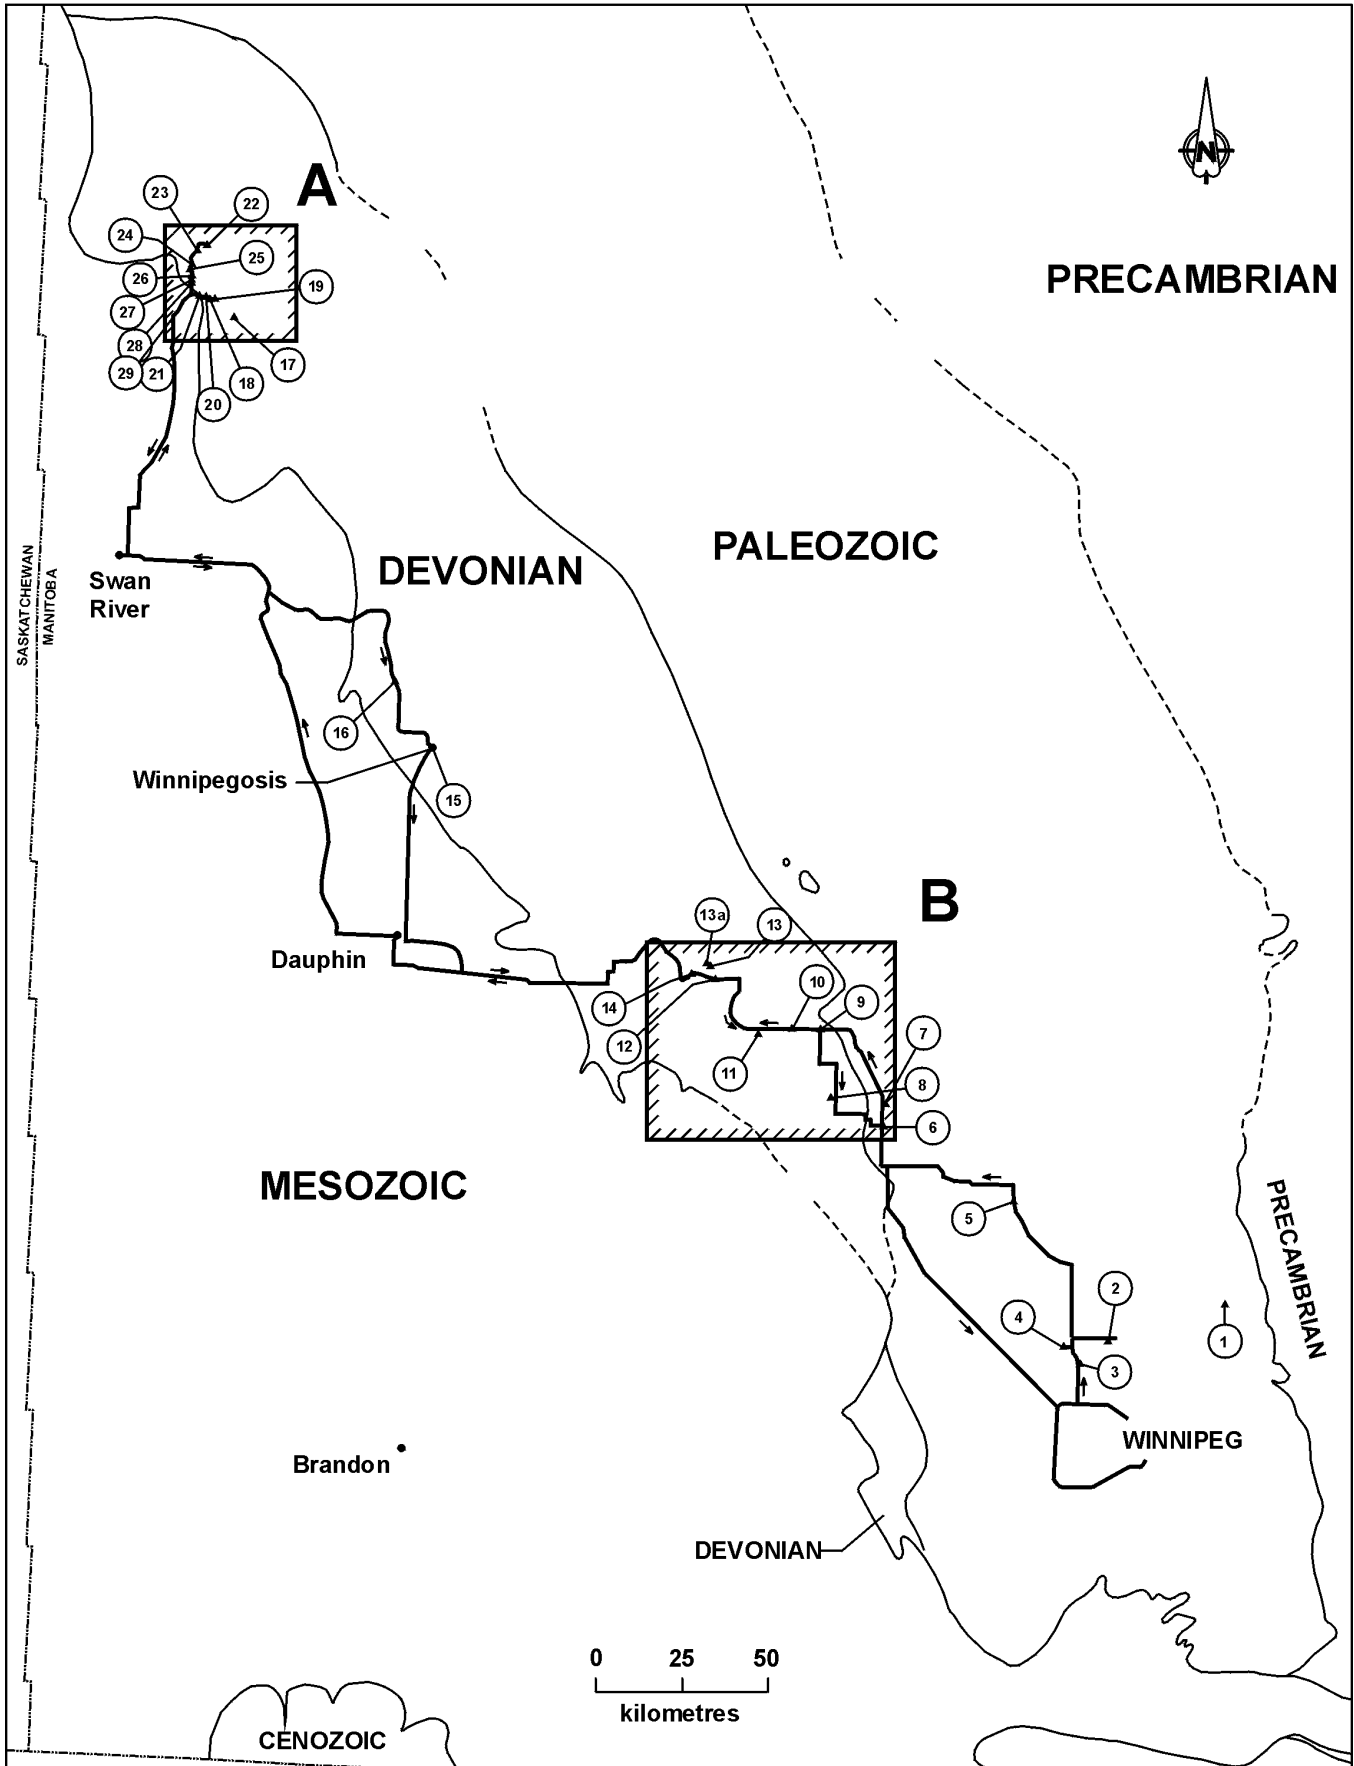 A
23
22
N
24
25
PRECAMBRIAN
26
19
27
28
17
29
21
18
20
PALEOZOIC
DEVONIAN
SASKATCHEWAN
MANITOBA
Swan
River
16
Winnipegosis
15
B
13a
13
Dauphin
10
14
9
7
12
11
8
6
MESOZOIC
5
PRECAMBRIAN
2
4
1
3
WINNIPEG
Brandon
DEVONIAN
0 25 50
kilometres
CENOZOIC